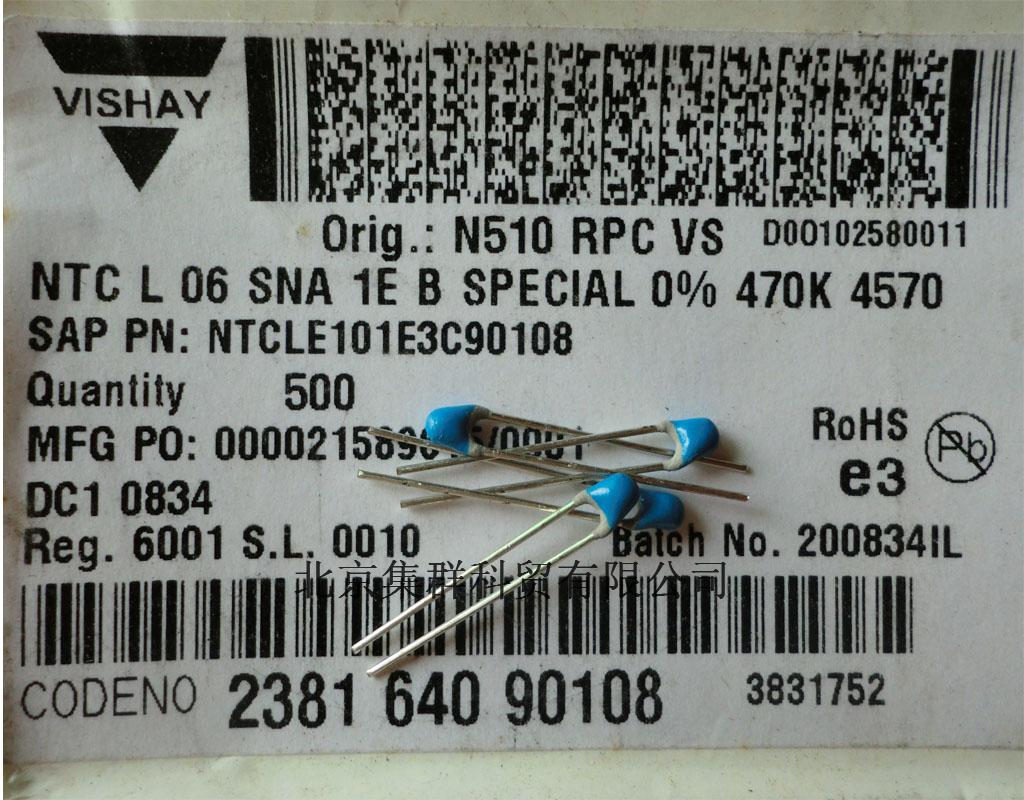 VISHAY
Orig.: N510 RPC VS D00102580011
NTC L 06 SNA 1E B SPECIAL 0% 470K 4570
SAP PN: NTCLE101E3C90108
Quantity 500
MFG PO:
RoHS
e3
Pb
DC1 0834
Reg. 6001 S.L. 0010
Batch No. 200834IL
北京集群科贸有限公司
CODENO 2381 640 90108 3831752